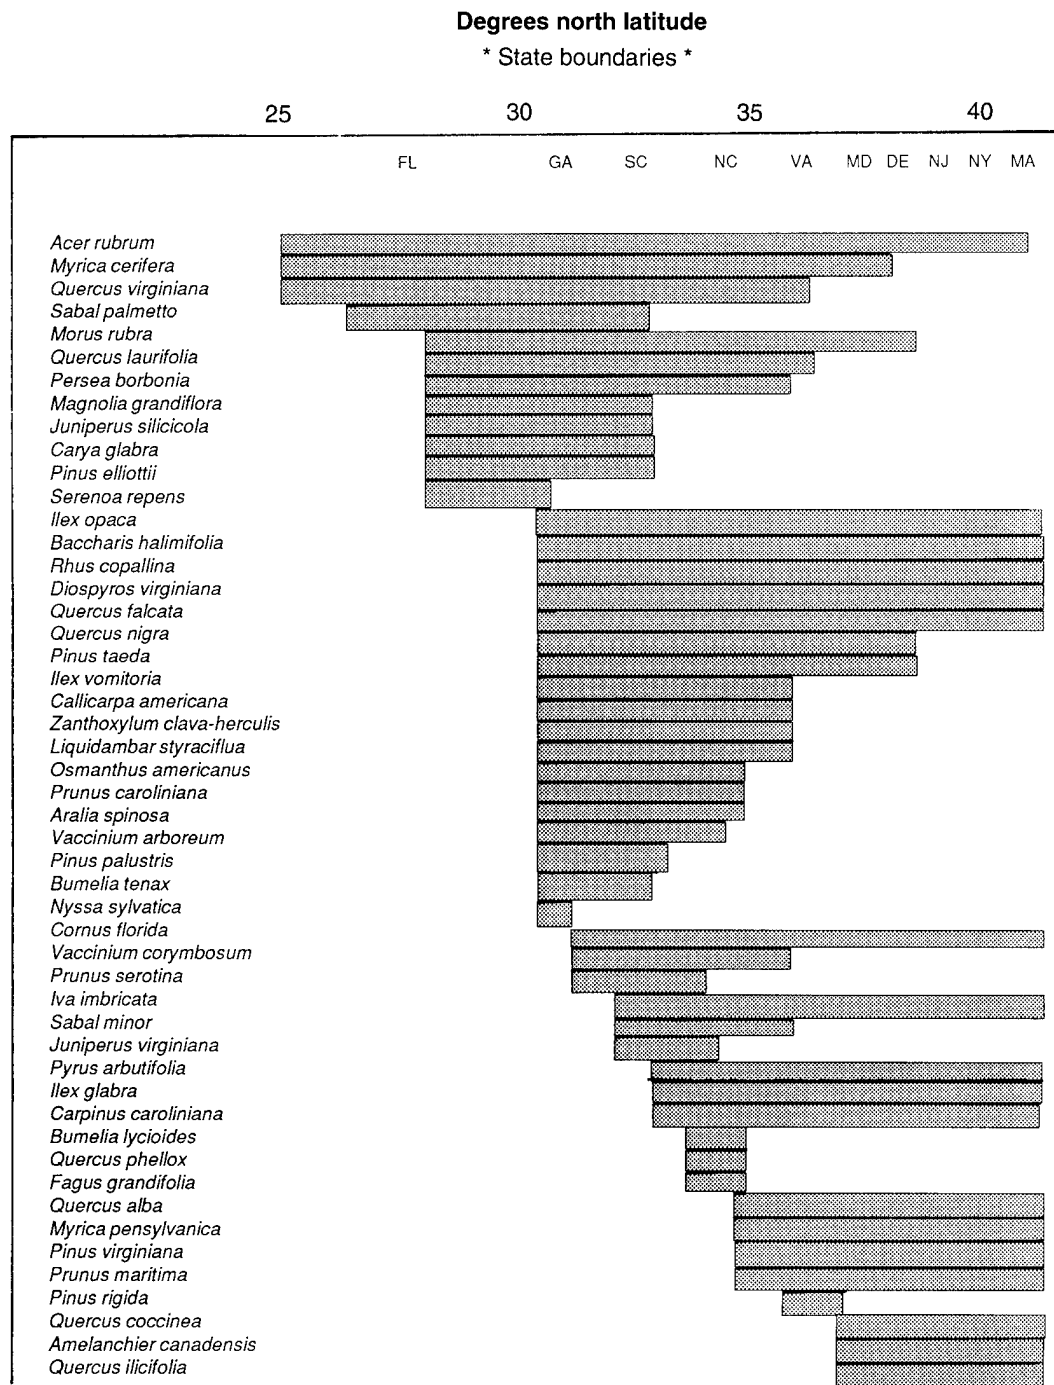 Degrees north latitude
* State boundaries *
25 30 35 40
FL GA SC NC VA MD DE NJ NY MA
Acer rubrum
Myrica cerifera
Quercus virginiana
Sabal palmetto
Morus rubra
Quercus laurifolia
Persea borbonia
Magnolia grandiflora
Juniperus silicicola
Carya glabra
Pinus elliottii
Serenoa repens
Ilex opaca
Baccharis halimifolia
Rhus copallina
Diospyros virginiana
Quercus falcata
Quercus nigra
Pinus taeda
Ilex vomitoria
Callicarpa americana
Zanthoxylum clava-herculis
Liquidambar styraciflua
Osmanthus americanus
Prunus caroliniana
Aralia spinosa
Vaccinium arboreum
Pinus palustris
Bumelia tenax
Nyssa sylvatica
Cornus florida
Vaccinium corymbosum
Prunus serotina
Iva imbricata
Sabal minor
Juniperus virginiana
Pyrus arbutifolia
Ilex glabra
Carpinus caroliniana
Bumelia lycioides
Quercus phellox
Fagus grandifolia
Quercus alba
Myrica pensylvanica
Pinus virginiana
Prunus maritima
Pinus rigida
Quercus coccinea
Amelanchier canadensis
Quercus ilicifolia